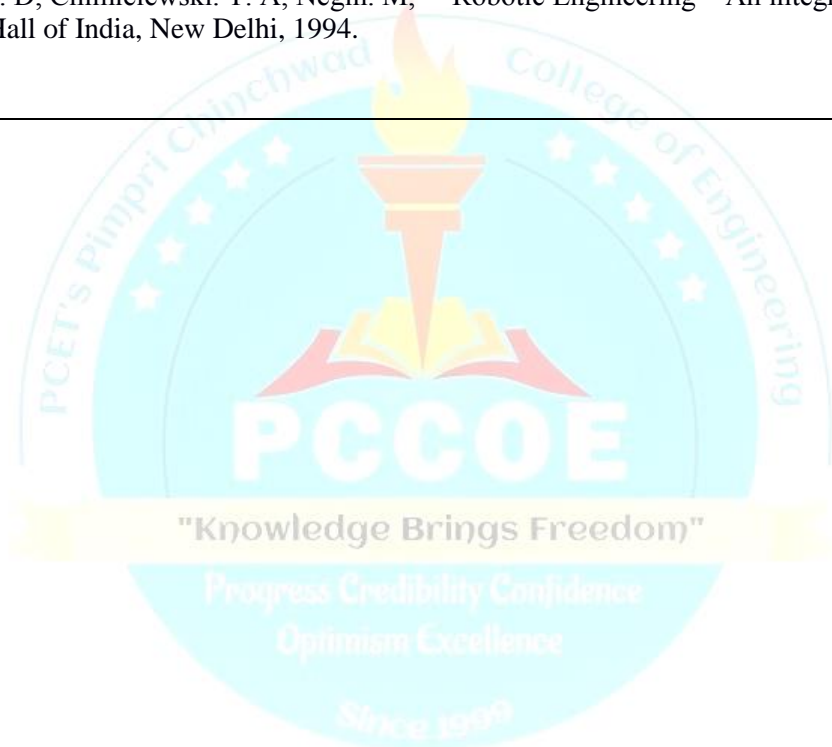 . D, Chmielewski. T. A, Negin. M, "Robotic Engineering – An integ
Hall of India, New Delhi, 1994.
PCET's Pimpri Chinchwad College of Engineering
PCCOE
"Knowledge Brings Freedom"
Progress Credibility Confidence
Optimism Excellence
Since 1999